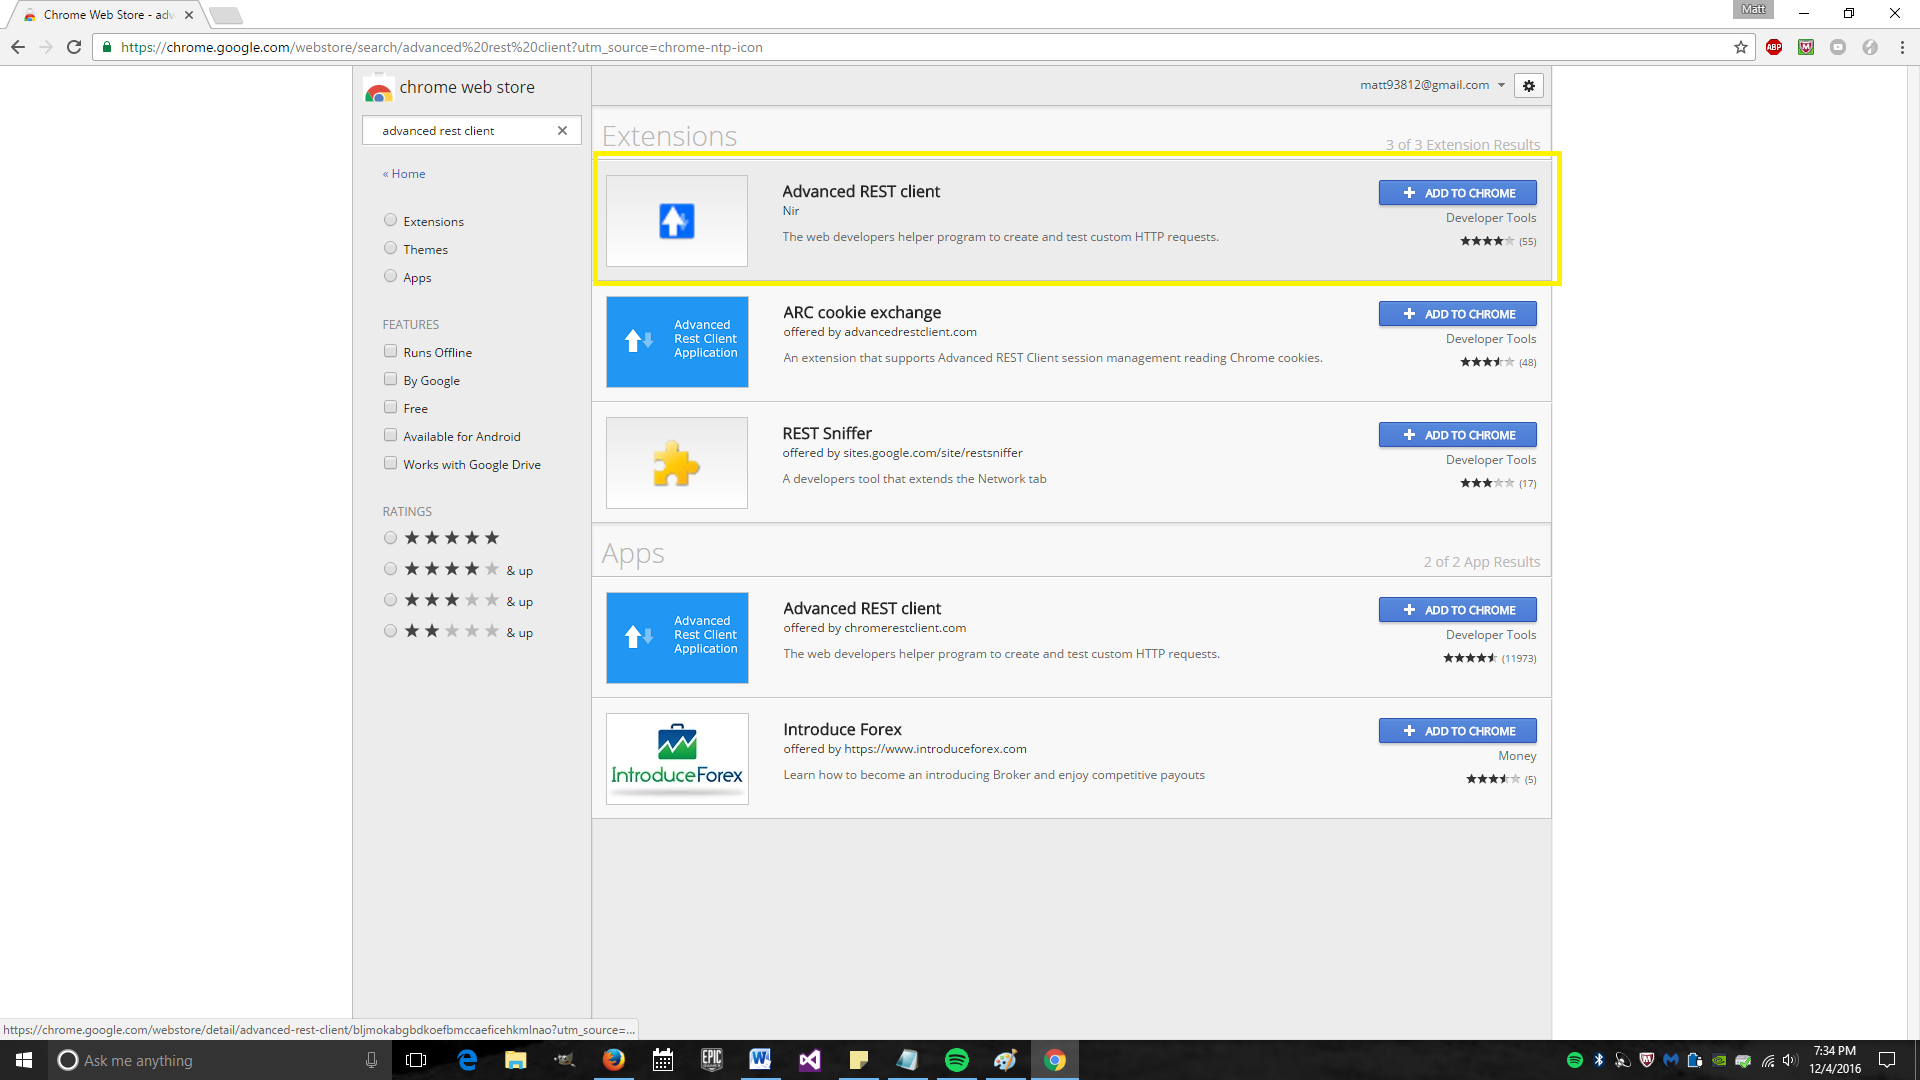 Chrome Web Store - adv
Matt
https://chrome.google.com/webstore/search/advanced%20rest%20client?utm_source=chrome-ntp-icon
ABP
chrome web store
matt93812@gmail.com
advanced rest client
« Home
Extensions
Themes
Apps
FEATURES
Runs Offline
By Google
Free
Available for Android
Works with Google Drive
RATINGS
& up
& up
& up
Extensions
3 of 3 Extension Results
Advanced REST client
Nir
The web developers helper program to create and test custom HTTP requests.
ADD TO CHROME
Developer Tools
(55)
Advanced
Rest Client
Application
ARC cookie exchange
offered by advancedrestclient.com
An extension that supports Advanced REST Client session management reading Chrome cookies.
ADD TO CHROME
Developer Tools
(48)
REST Sniffer
offered by sites.google.com/site/restsniffer
A developers tool that extends the Network tab
ADD TO CHROME
Developer Tools
(17)
Apps
2 of 2 App Results
Advanced
Rest Client
Application
Advanced REST client
offered by chromerestclient.com
The web developers helper program to create and test custom HTTP requests.
ADD TO CHROME
Developer Tools
(11973)
IntroduceForex
Introduce Forex
offered by https://www.introduceforex.com
Learn how to become an introducing Broker and enjoy competitive payouts
ADD TO CHROME
Money
(5)
https://chrome.google.com/webstore/detail/advanced-rest-client/bljmokabgbdkoefbmccaeficehkmlnao?utm_source=...
Ask me anything
EPIC
GAMES
7:34 PM
12/4/2016